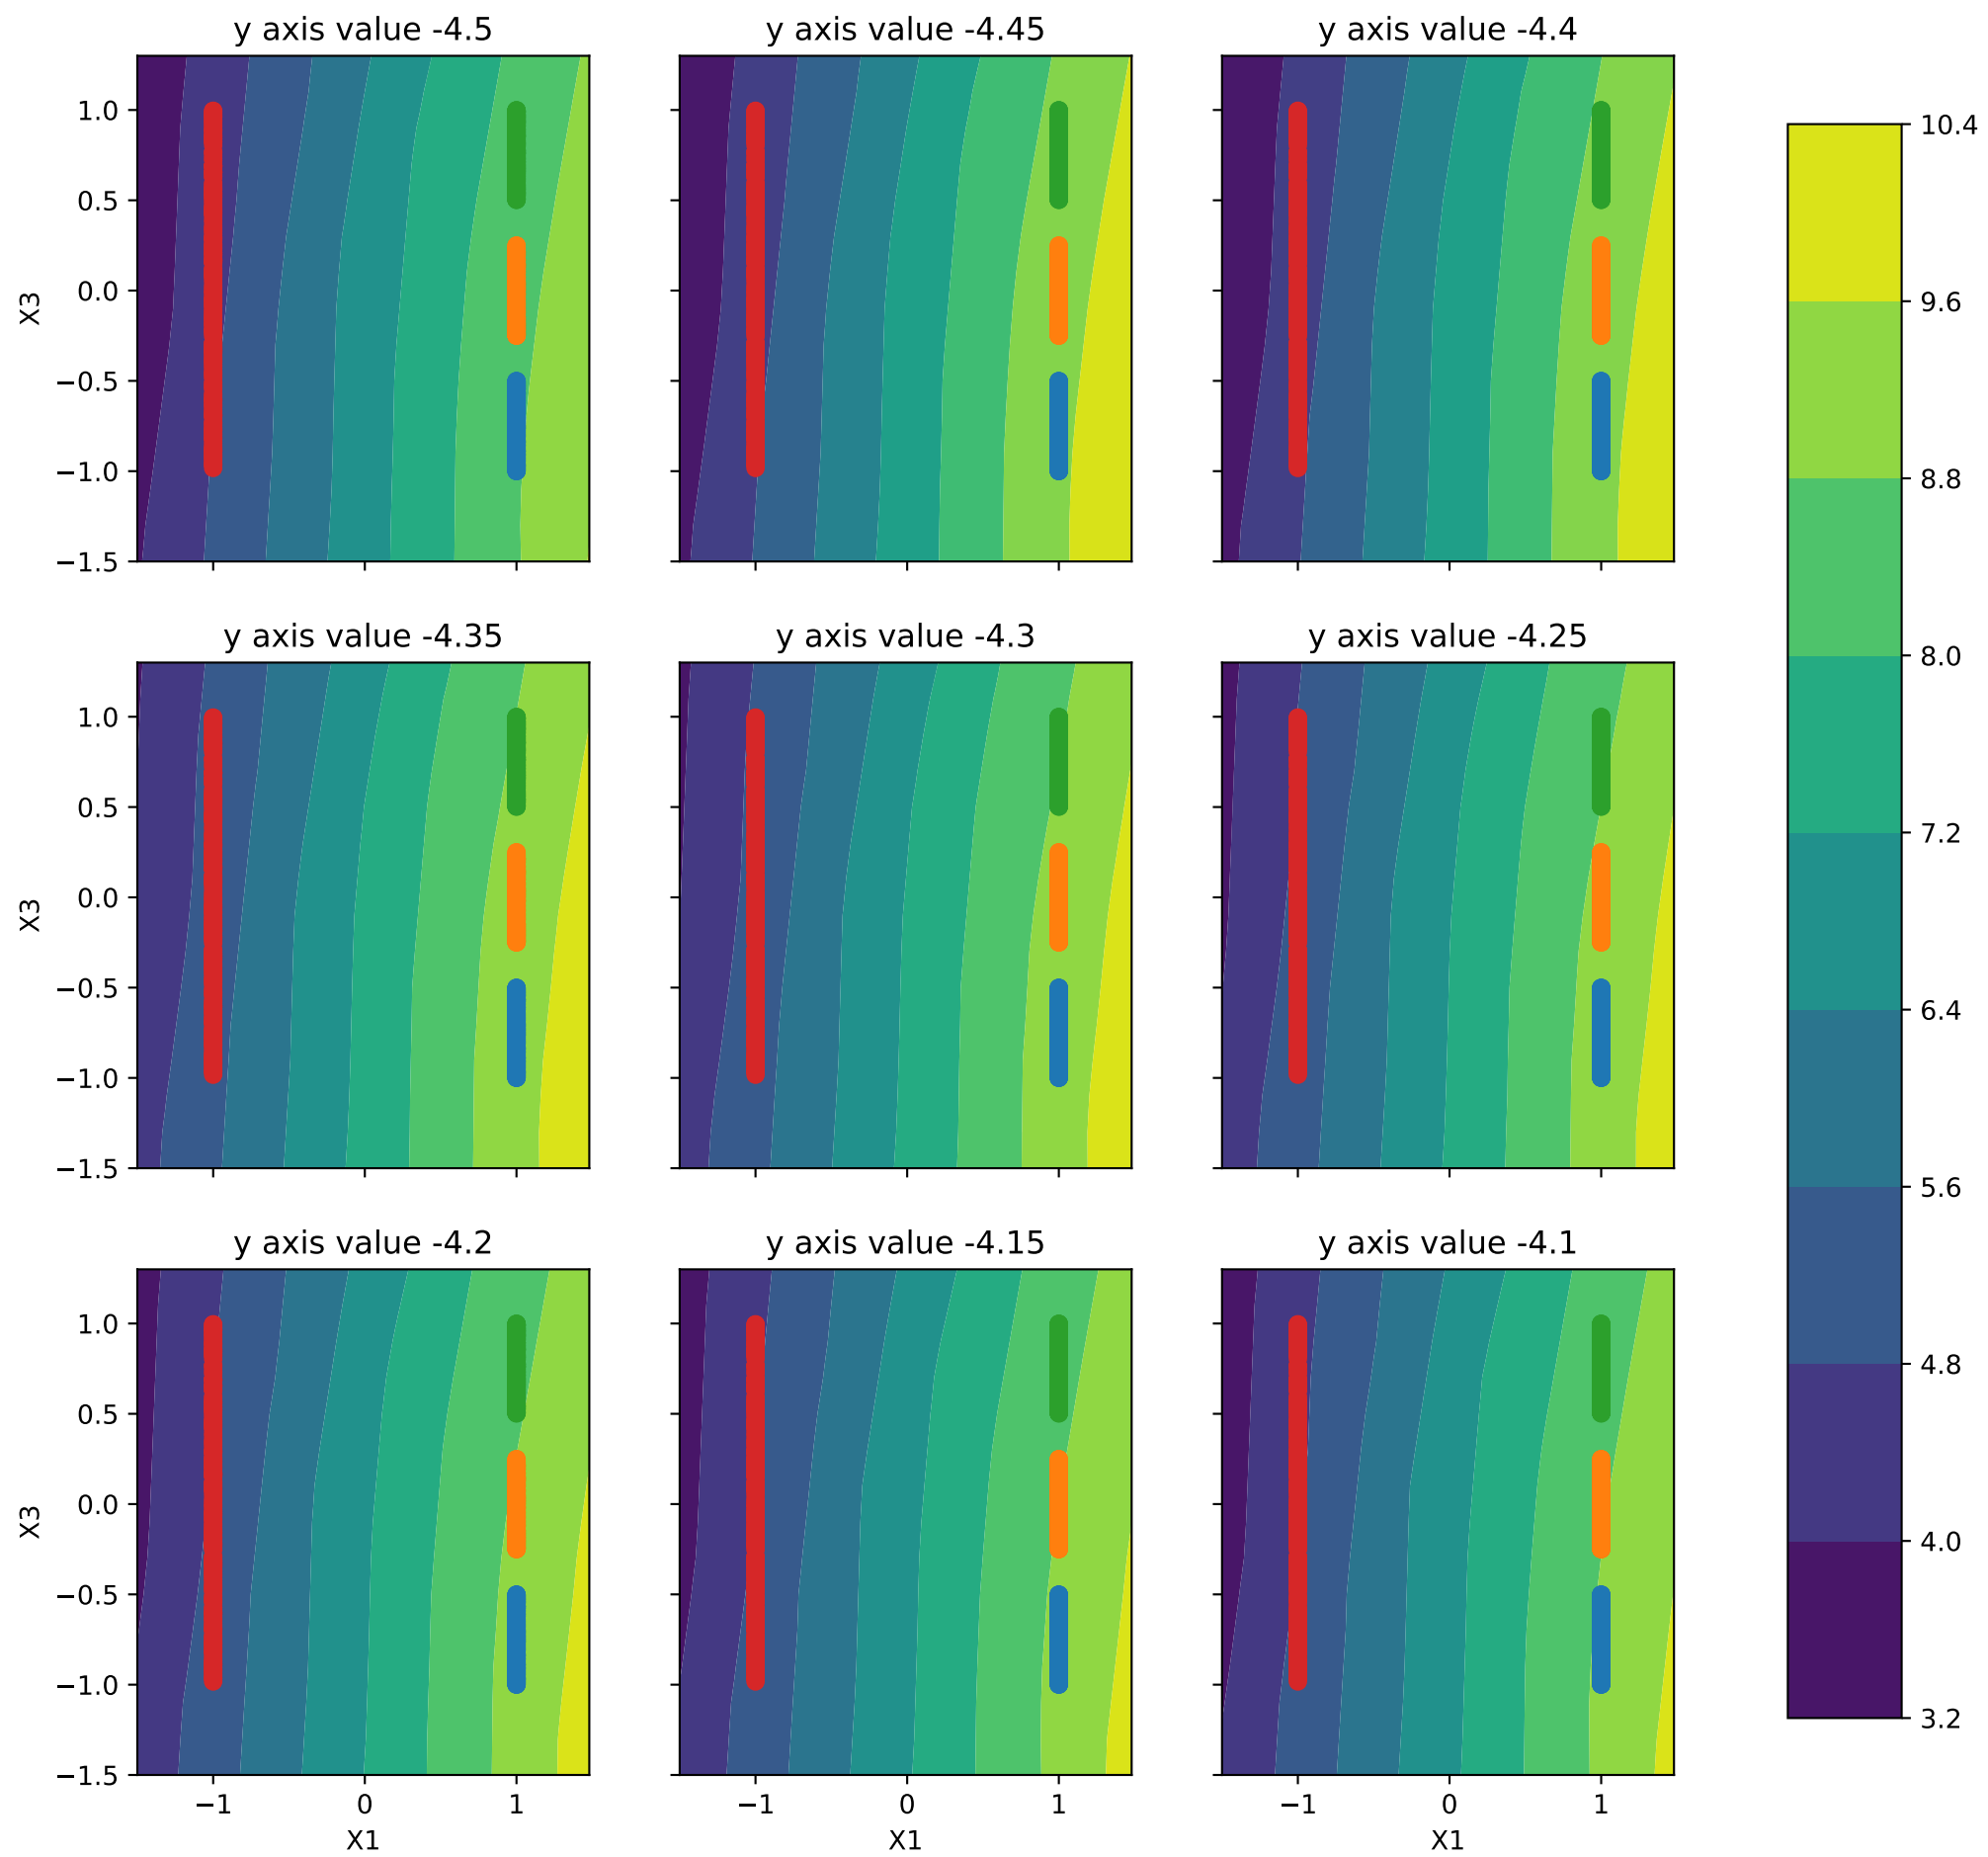 y axis value -4.5
y axis value -4.45
y axis value -4.4
1.0
0.5
0.0
−0.5
−1.0
−1.5
X3
y axis value -4.35
y axis value -4.3
y axis value -4.25
1.0
0.5
0.0
−0.5
−1.0
−1.5
X3
y axis value -4.2
y axis value -4.15
y axis value -4.1
1.0
0.5
0.0
−0.5
−1.0
−1.5
X3
−1 0 1
−1 0 1
−1 0 1
X1
X1
X1
10.4
9.6
8.8
8.0
7.2
6.4
5.6
4.8
4.0
3.2